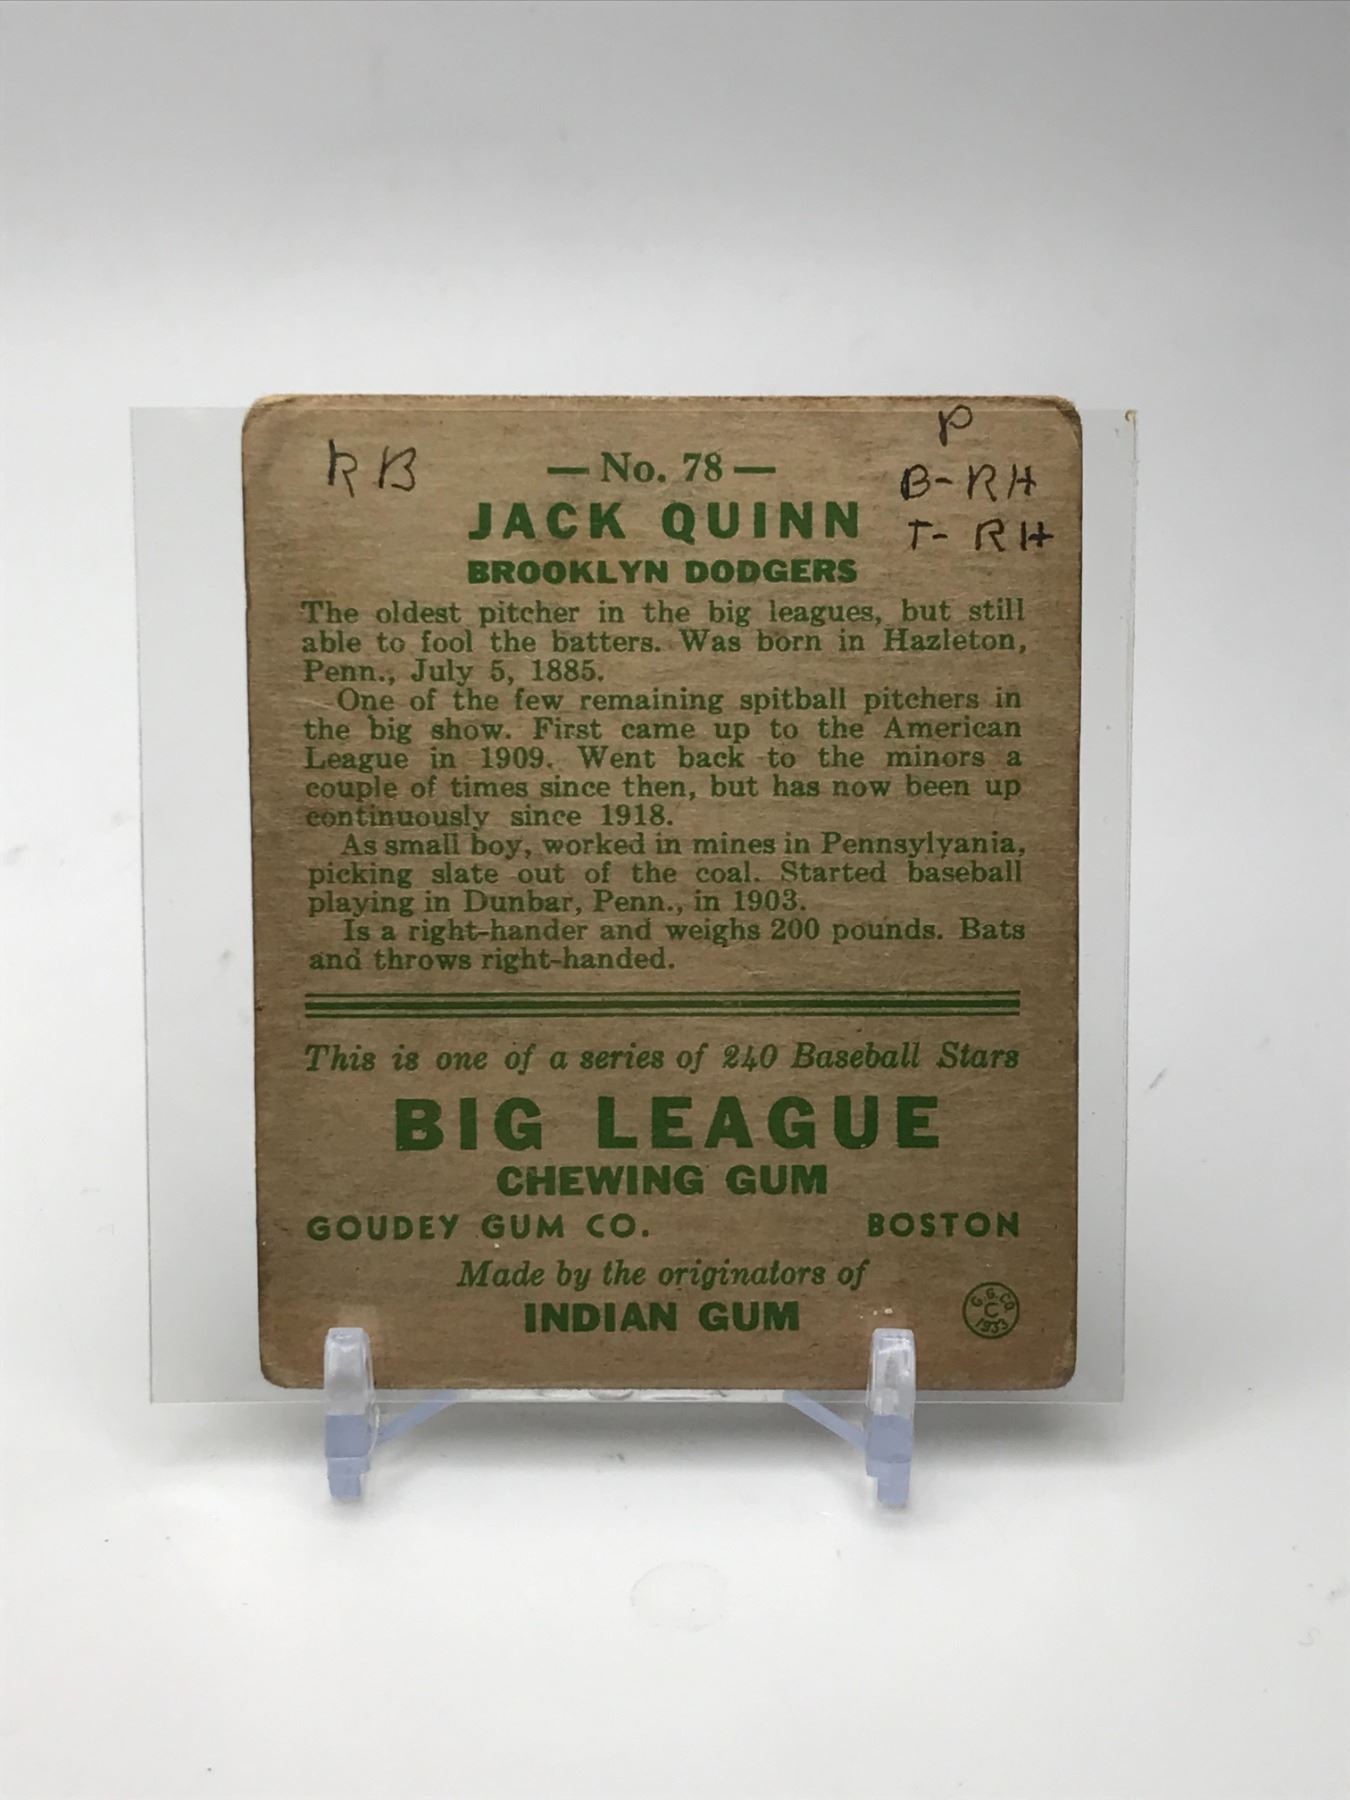 P
R B
— No. 78 —
B- RH
JACK QUINN
T- RH
BROOKLYN DODGERS
The oldest pitcher in the big leagues, but still
able to fool the batters. Was born in Hazleton,
Penn., July 5, 1885.
One of the few remaining spitball pitchers in
the big show. First came up to the American
League in 1909. Went back to the minors a
couple of times since then, but has now been up
continuously since 1918.
As small boy, worked in mines in Pennsylvania,
picking slate out of the coal. Started baseball
playing in Dunbar, Penn., in 1903.
Is a right-hander and weighs 200 pounds. Bats
and throws right-handed.
This is one of a series of 240 Baseball Stars
BIG LEAGUE
CHEWING GUM
GOUDEY GUM CO. BOSTON
Made by the originators of
INDIAN GUM
G.G.CO.
C
1933